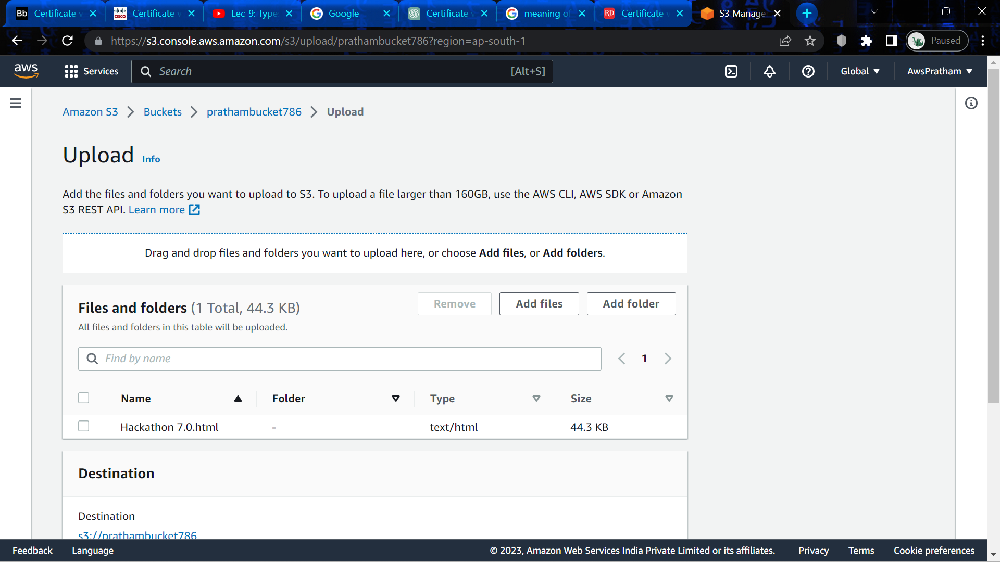 Bb Certificate v
CISCO Certificate v
Lec-9: Type
Google
Certificate v
meaning of
RD Certificate v
S3 Manage
https://s3.console.aws.amazon.com/s3/upload/prathambucket786?region=ap-south-1
Paused
aws
Services
Search
[Alt+S]
Global
AwsPratham
Amazon S3
Buckets
prathambucket786
Upload
Upload Info
Add the files and folders you want to upload to S3. To upload a file larger than 160GB, use the AWS CLI, AWS SDK or Amazon
S3 REST API. Learn more
Drag and drop files and folders you want to upload here, or choose Add files, or Add folders.
Files and folders (1 Total, 44.3 KB)
Remove
Add files
Add folder
All files and folders in this table will be uploaded.
Find by name
1
Name Folder Type Size
Hackathon 7.0.html - text/html 44.3 KB
Destination
Destination
s3://prathambucket786
Feedback Language © 2023, Amazon Web Services India Private Limited or its affiliates. Privacy Terms Cookie preferences